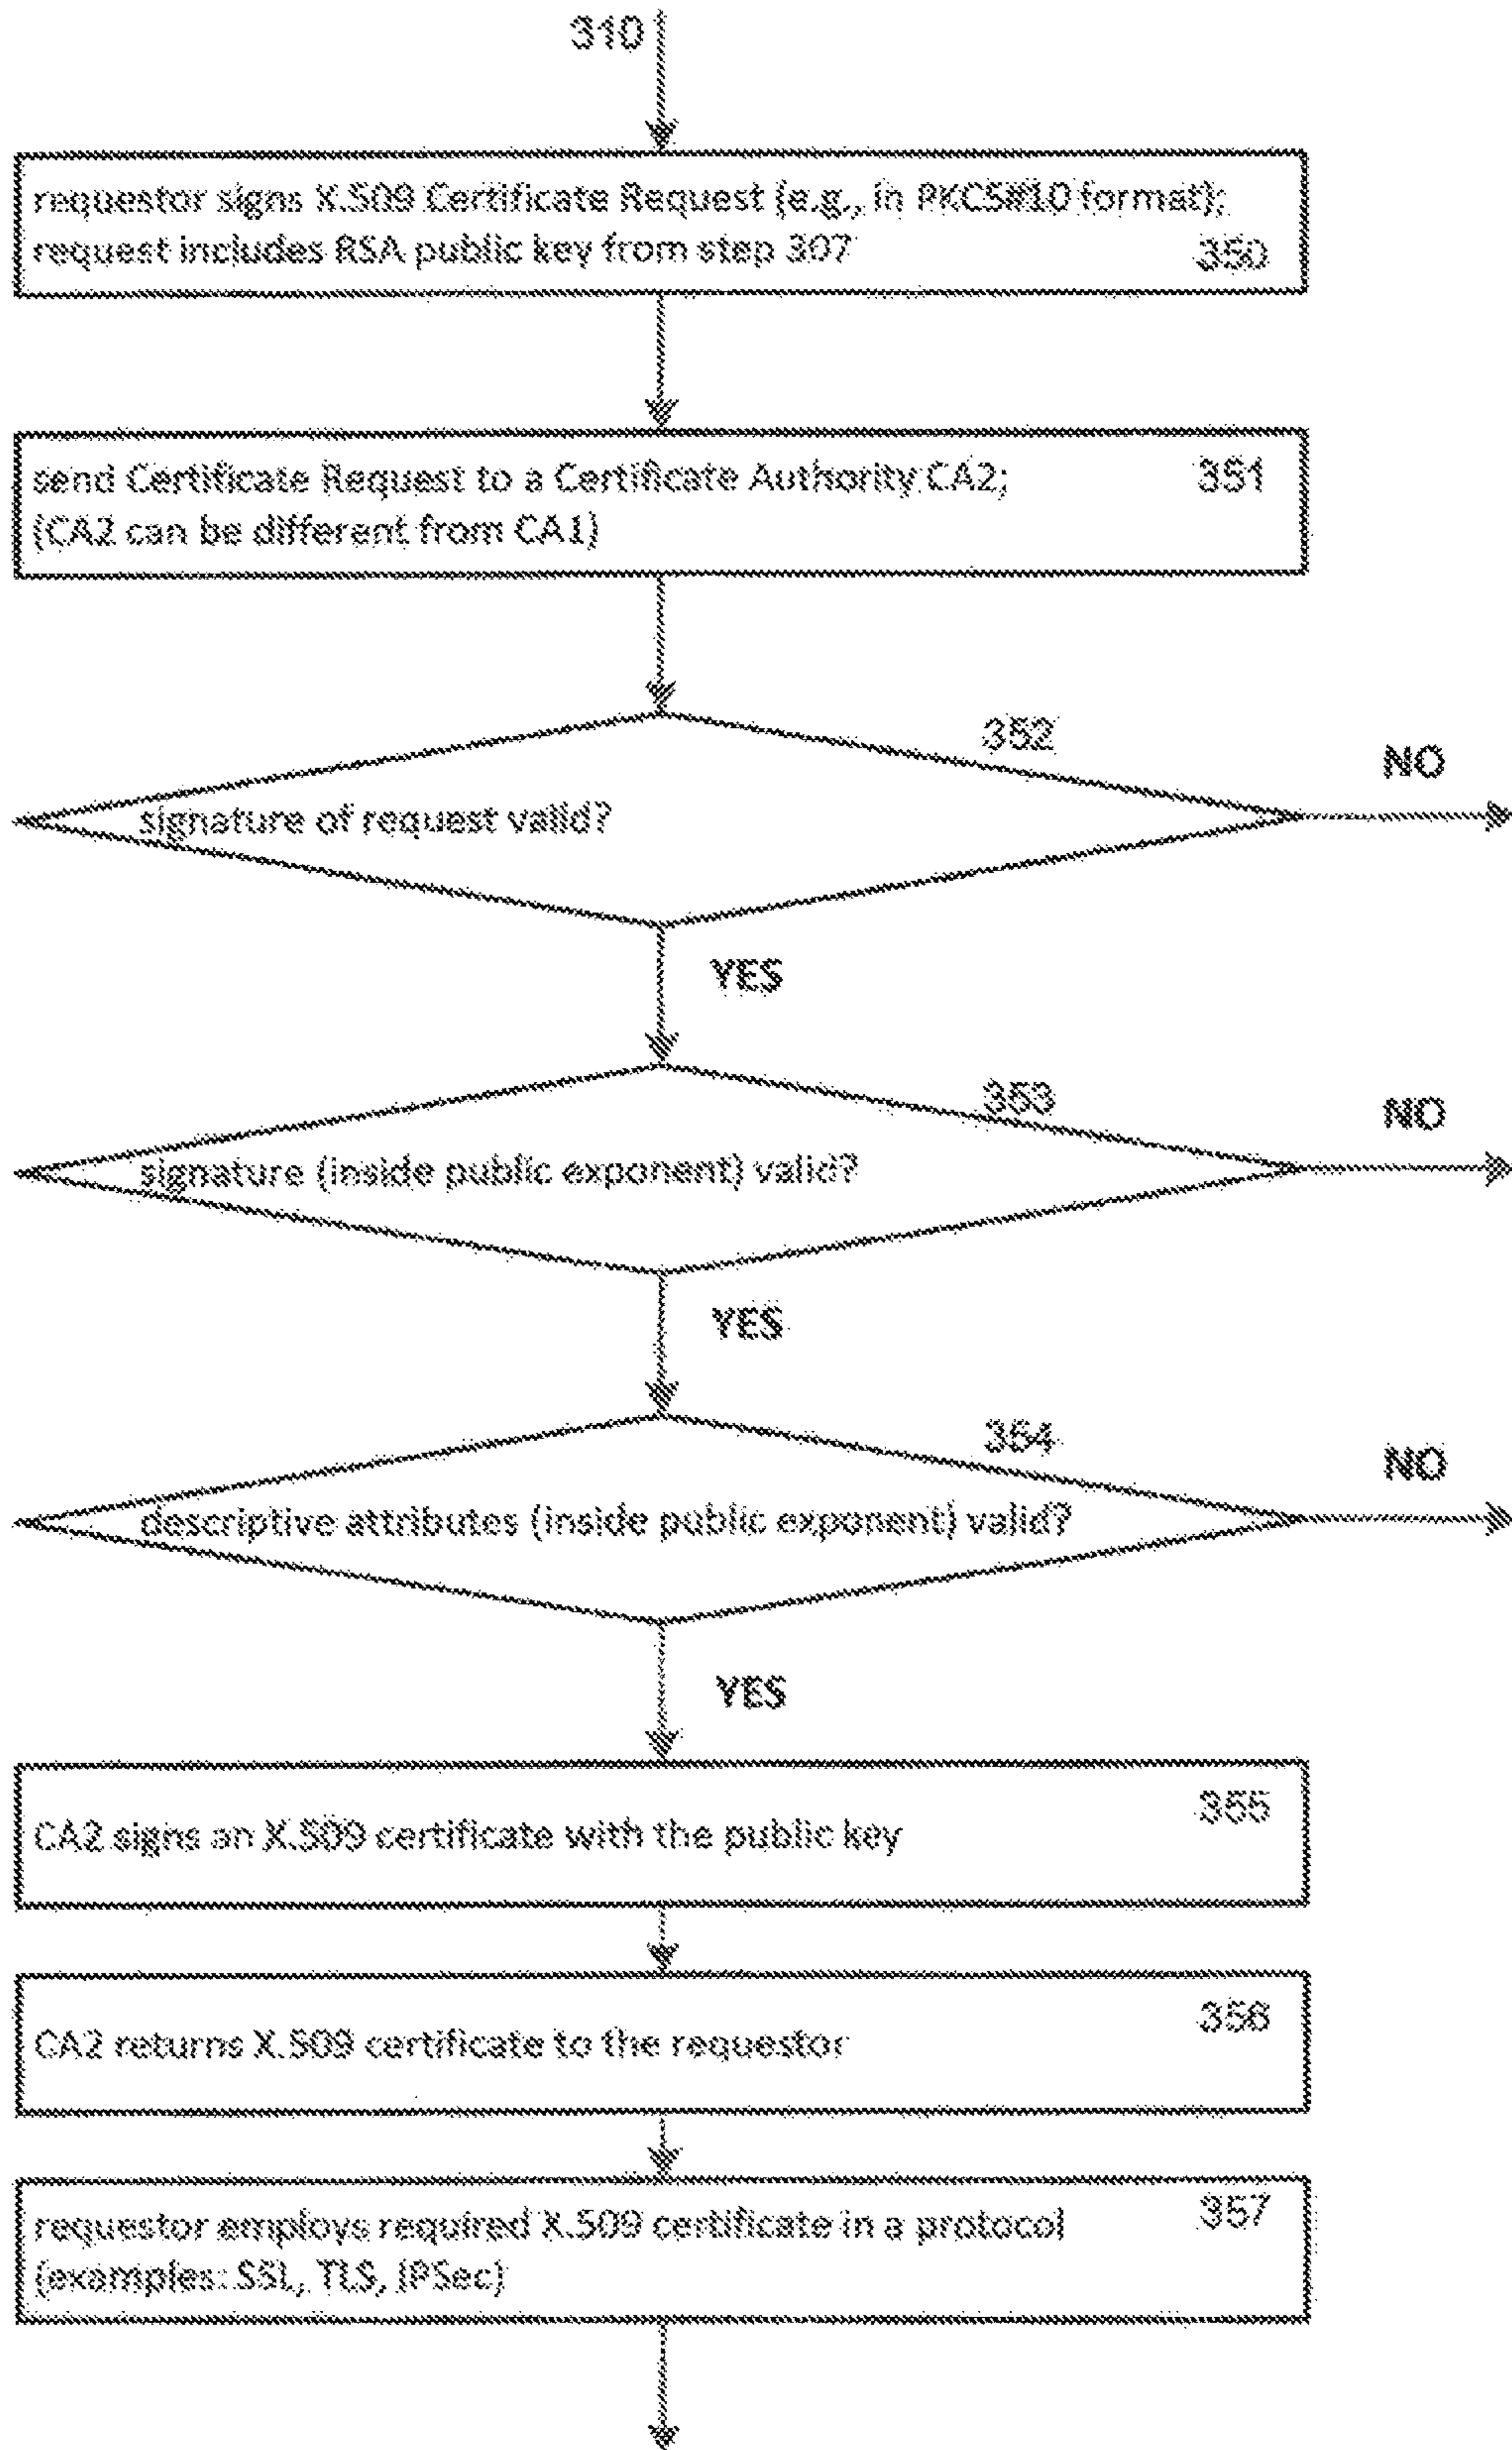 310
requestor signs X.509 Certificate Request (e.g., in PKCS#10 format);
request includes RSA public key from step 307
350
send Certificate Request to a Certificate Authority CA2;
351
(CA2 can be different from CA1)
352
NO
signature of request valid?
YES
353
NO
signature (inside public exponent) valid?
YES
354
NO
descriptive attributes (inside public exponent) valid?
YES
355
CA2 signs an X.509 certificate with the public key
356
CA2 returns X.509 certificate to the requestor
requestor employs required X.509 certificate in a protocol
357
(examples: SSL, TLS, IPSec)